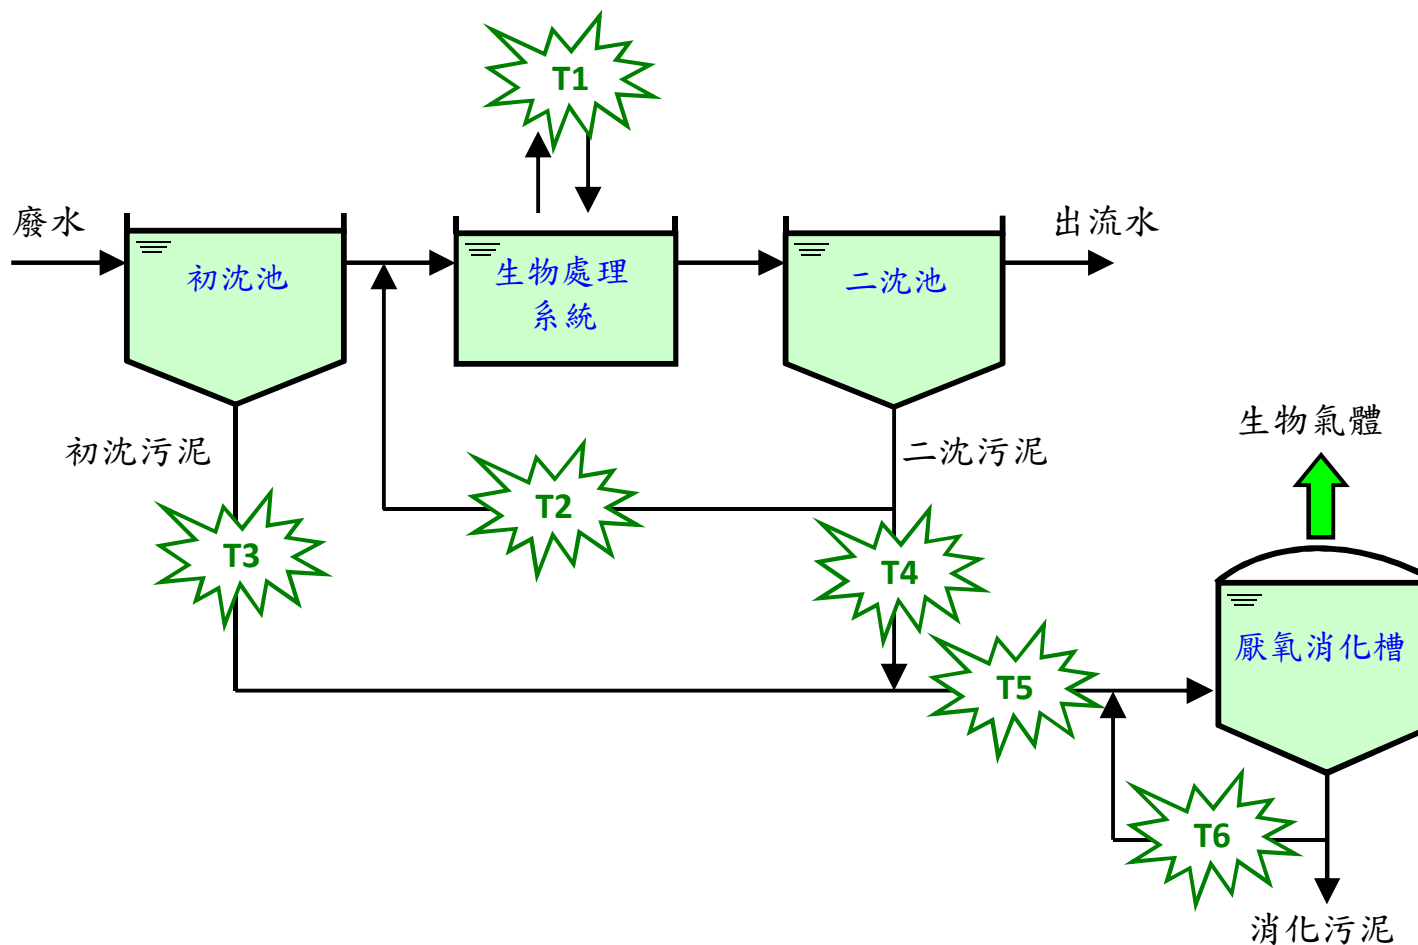 T1
廢水
出流水
初沈池
生物處理
系統
二沈池
生物氣體
初沈污泥
二沈污泥
T2
T3
T4
厭氧消化槽
T5
T6
消化污泥